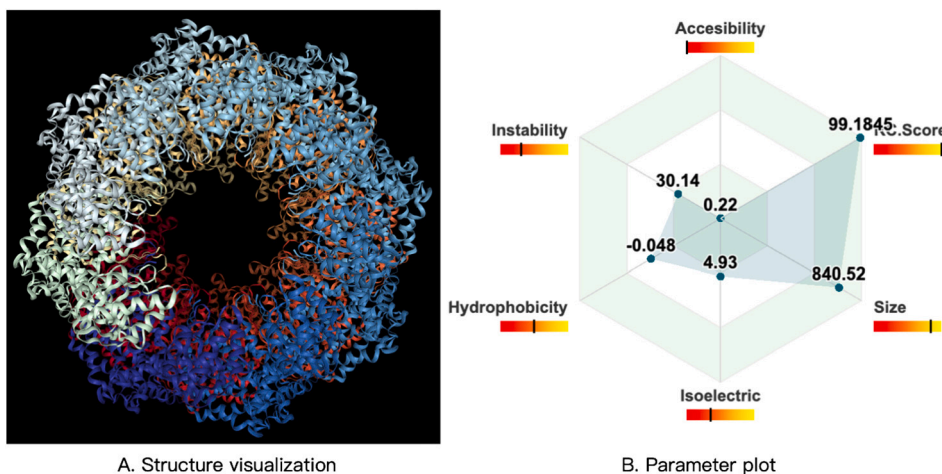 Accesibility
99.1845
Instability
.Score
30.14
0.22
-0.048
4.93
840.52
Hydrophobicity
Size
Isoelectric
A. Structure visualization
B. Parameter plot